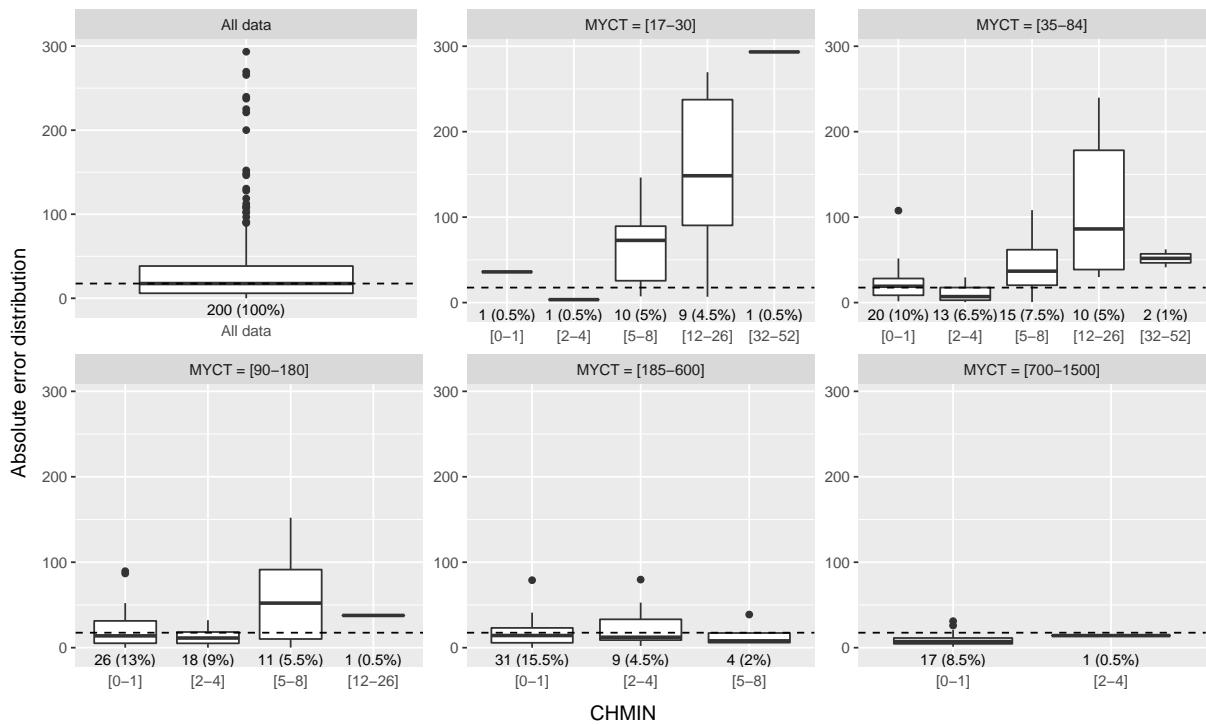 All data
MYCT = [17−30]
MYCT = [35−84]
300
200
100
0
200 (100%)
All data
300
200
100
0
1 (0.5%) 1 (0.5%) 10 (5%) 9 (4.5%) 1 (0.5%)
[0−1] [2−4] [5−8] [12−26] [32−52]
300
200
100
0
20 (10%) 13 (6.5%) 15 (7.5%) 10 (5%) 2 (1%)
[0−1] [2−4] [5−8] [12−26] [32−52]
Absolute error distribution
MYCT = [90−180]
MYCT = [185−600]
MYCT = [700−1500]
300
200
100
0
26 (13%) 18 (9%) 11 (5.5%) 1 (0.5%)
[0−1] [2−4] [5−8] [12−26]
300
200
100
0
31 (15.5%) 9 (4.5%) 4 (2%)
[0−1] [2−4] [5−8]
300
200
100
0
17 (8.5%) 1 (0.5%)
[0−1] [2−4]
CHMIN